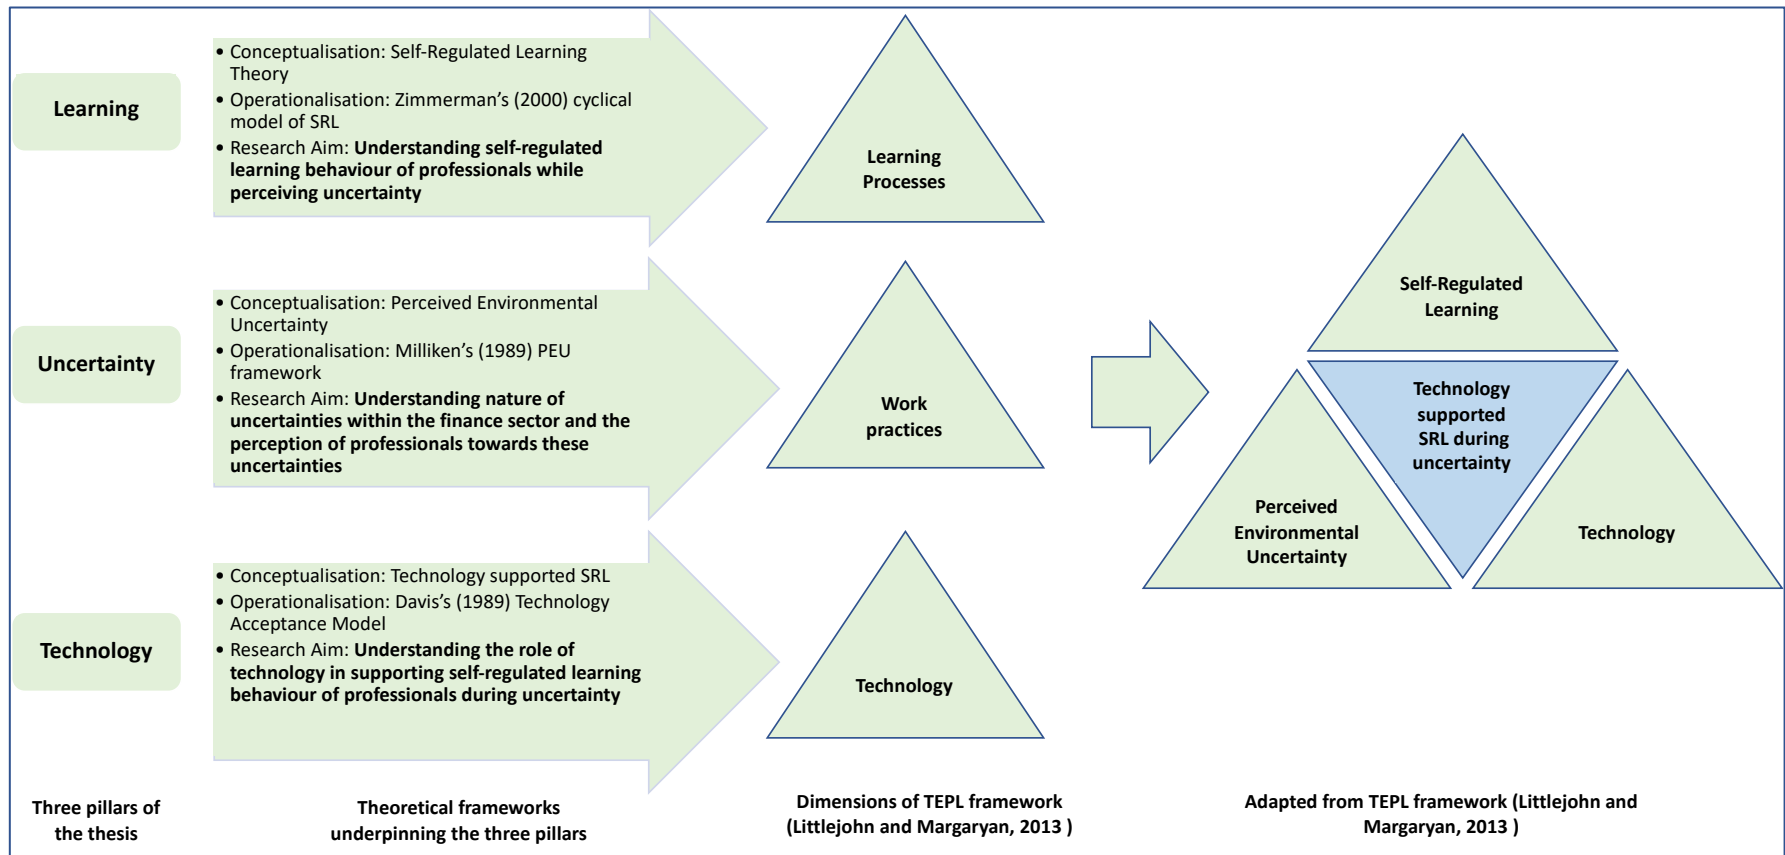 Learning
• Conceptualisation: Self-Regulated Learning
Theory
• Operationalisation: Zimmerman’s (2000) cyclical
model of SRL
• Research Aim: Understanding self-regulated
learning behaviour of professionals while
perceiving uncertainty
Learning
Processes
Uncertainty
• Conceptualisation: Perceived Environmental
Uncertainty
• Operationalisation: Milliken’s (1989) PEU
framework
• Research Aim: Understanding nature of
uncertainties within the finance sector and the
perception of professionals towards these
uncertainties
Work
practices
Technology
• Conceptualisation: Technology supported SRL
• Operationalisation: Davis’s (1989) Technology
Acceptance Model
• Research Aim: Understanding the role of
technology in supporting self-regulated learning
behaviour of professionals during uncertainty
Technology
Self-Regulated
Learning
Technology
supported
SRL during
uncertainty
Perceived
Environmental
Uncertainty
Technology
Three pillars of
the thesis
Theoretical frameworks
underpinning the three pillars
Dimensions of TEPL framework
(Littlejohn and Margaryan, 2013 )
Adapted from TEPL framework (Littlejohn and
Margaryan, 2013 )